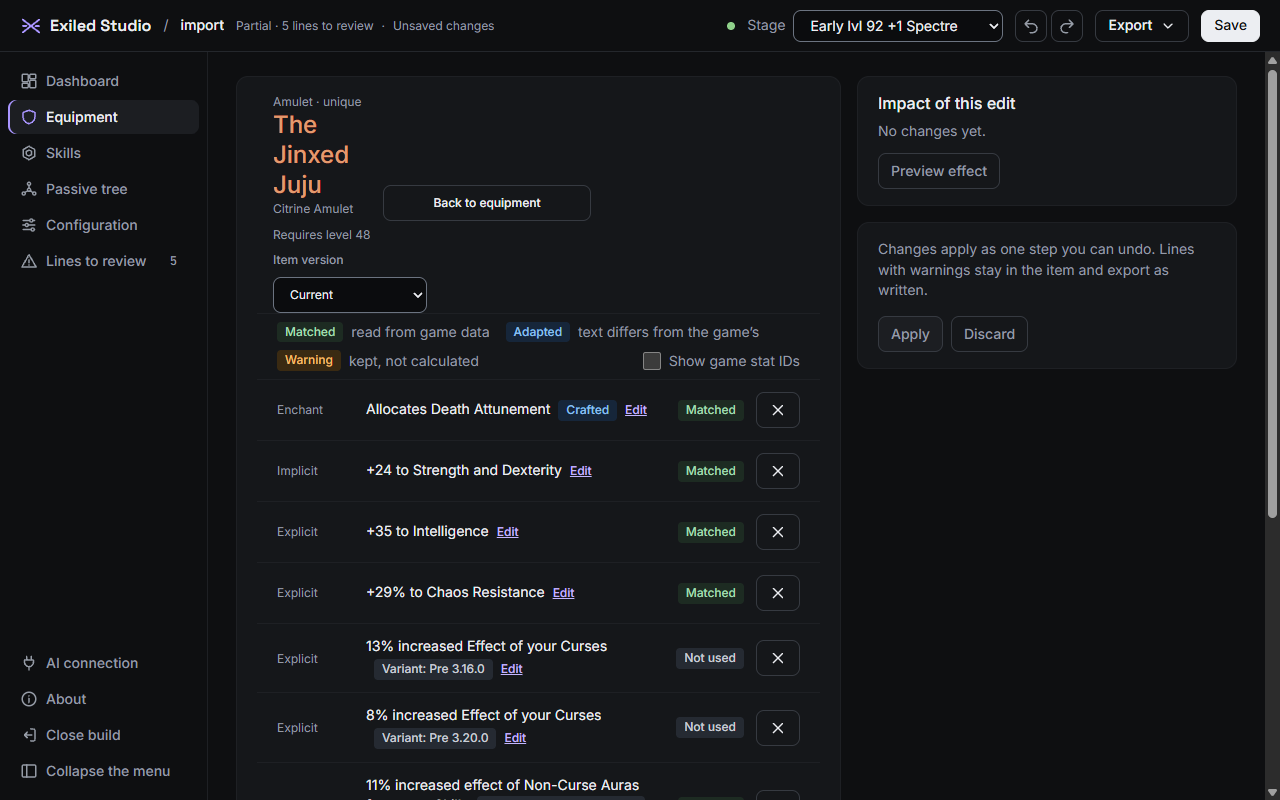 Exiled Studio / import Partial · 5 lines to review · Unsaved changes
Stage Early lvl 92 +1 Spectre Export Save
Dashboard
Equipment
Skills
Passive tree
Configuration
Lines to review 5
AI connection
About
Close build
Collapse the menu
Amulet · unique
The
Jinxed
Juju
Citrine Amulet
Back to equipment
Requires level 48
Item version
Current
Matched read from game data Adapted text differs from the game's
Warning kept, not calculated Show game stat IDs
Enchant Allocates Death Attunement Crafted Edit Matched
Implicit +24 to Strength and Dexterity Edit Matched
Explicit +35 to Intelligence Edit Matched
Explicit +29% to Chaos Resistance Edit Matched
Explicit 13% increased Effect of your Curses Not used
Variant: Pre 3.16.0 Edit
Explicit 8% increased Effect of your Curses Not used
Variant: Pre 3.20.0 Edit
11% increased effect of Non-Curse Auras
Impact of this edit
No changes yet.
Preview effect
Changes apply as one step you can undo. Lines
with warnings stay in the item and export as
written.
Apply Discard